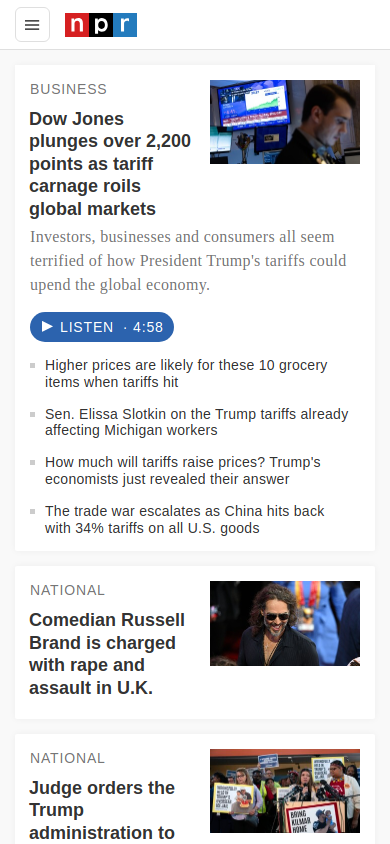 npr
BUSINESS
Dow Jones
plunges over 2,200
points as tariff
carnage roils
global markets
Investors, businesses and consumers all seem
terrified of how President Trump's tariffs could
upend the global economy.
LISTEN · 4:58
Higher prices are likely for these 10 grocery
items when tariffs hit
Sen. Elissa Slotkin on the Trump tariffs already
affecting Michigan workers
How much will tariffs raise prices? Trump's
economists just revealed their answer
The trade war escalates as China hits back
with 34% tariffs on all U.S. goods
NATIONAL
Comedian Russell
Brand is charged
with rape and
assault in U.K.
NATIONAL
Judge orders the
Trump
administration to
BRING
KILMAR
HOME